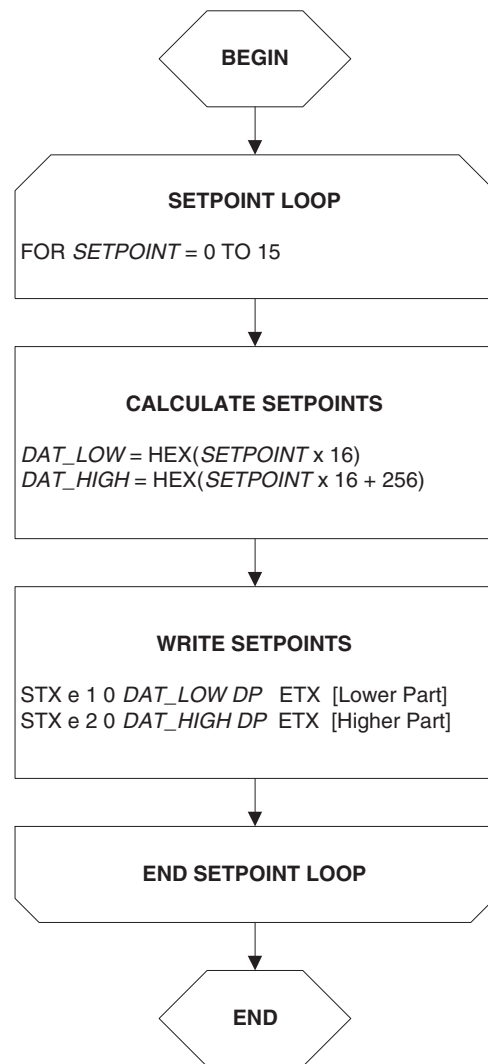 BEGIN
SETPOINT LOOP
FOR SETPOINT = 0 TO 15
CALCULATE SETPOINTS
DAT_LOW = HEX(SETPOINT x 16)
DAT_HIGH = HEX(SETPOINT x 16 + 256)
WRITE SETPOINTS
STX e 1 0 DAT_LOW DP ETX [Lower Part]
STX e 2 0 DAT_HIGH DP ETX [Higher Part]
END SETPOINT LOOP
END